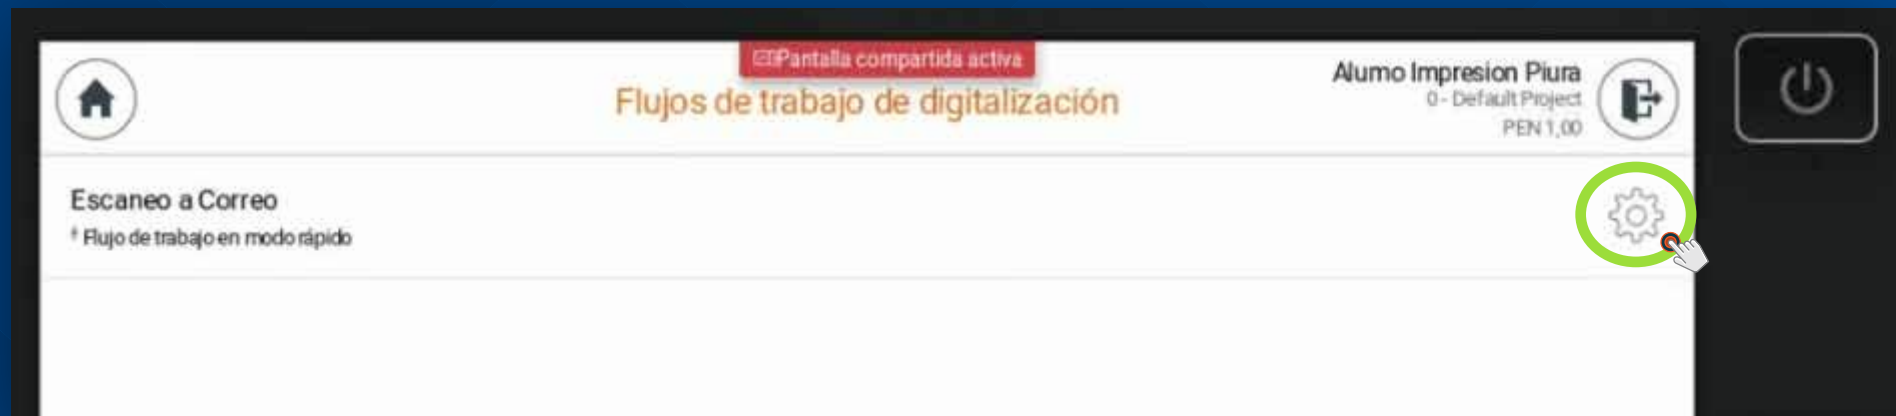 Pantalla compartida activa
Flujos de trabajo de digitalización
Alumo Impresion Piura
0 - Default Project
PEN 1,00
Escaneo a Correo
Flujo de trabajo en modo rápido